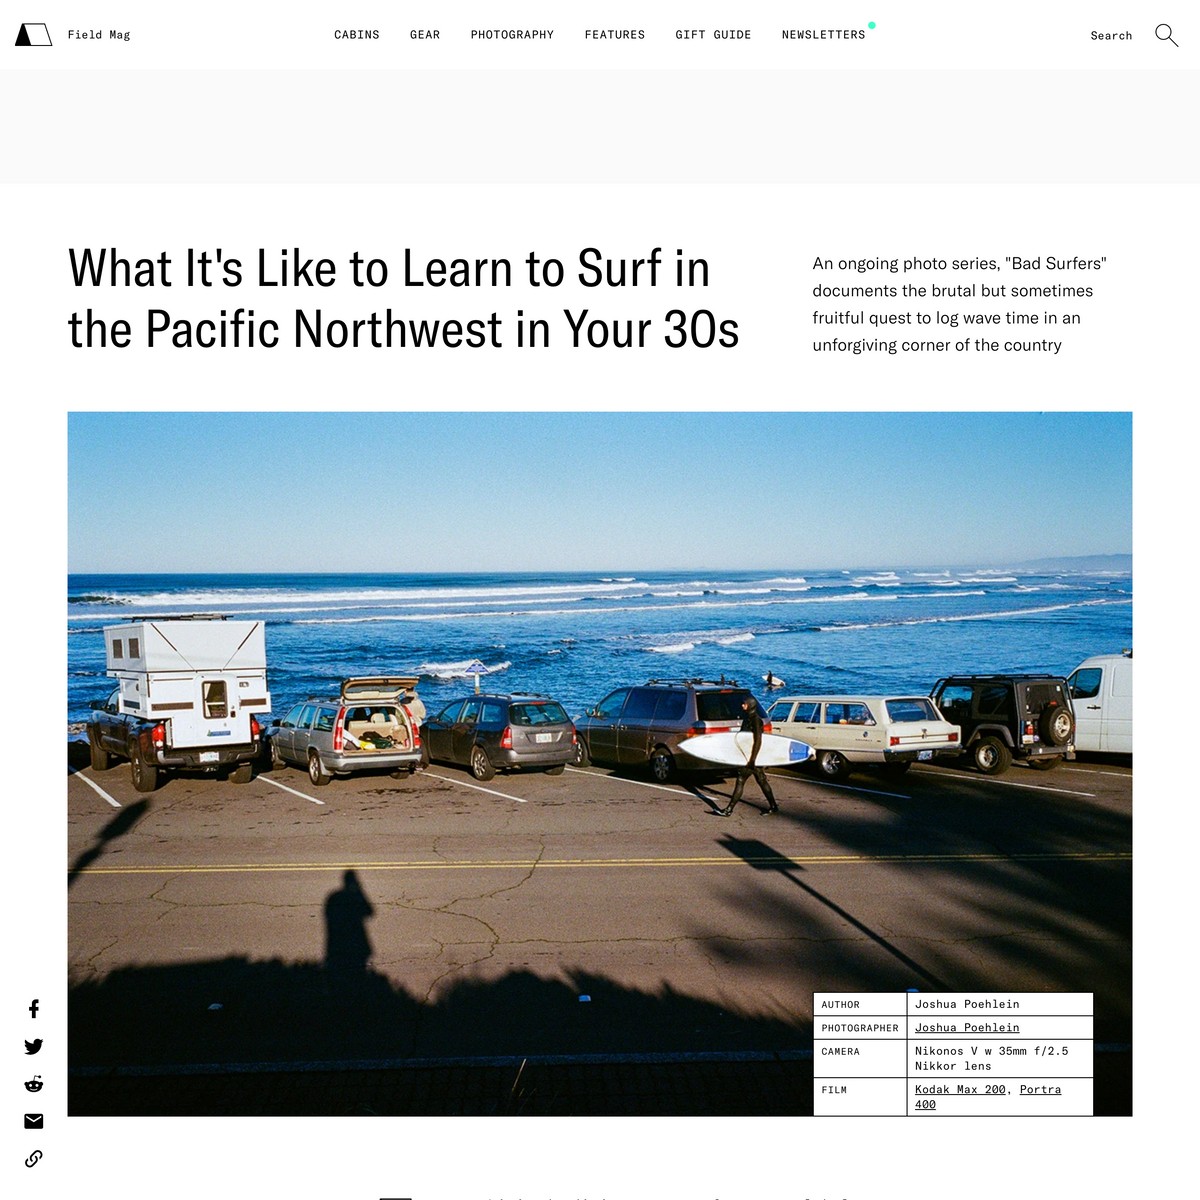 Field Mag
CABINS
GEAR
PHOTOGRAPHY
FEATURES
GIFT GUIDE
NEWSLETTERS
Search
What It's Like to Learn to Surf in
the Pacific Northwest in Your 30s
An ongoing photo series, "Bad Surfers"
documents the brutal but sometimes
fruitful quest to log wave time in an
unforgiving corner of the country
AUTHOR Joshua Poehlein
PHOTOGRAPHER Joshua Poehlein
CAMERA Nikonos V w 35mm f/2.5
Nikkor lens
FILM Kodak Max 200, Portra
400